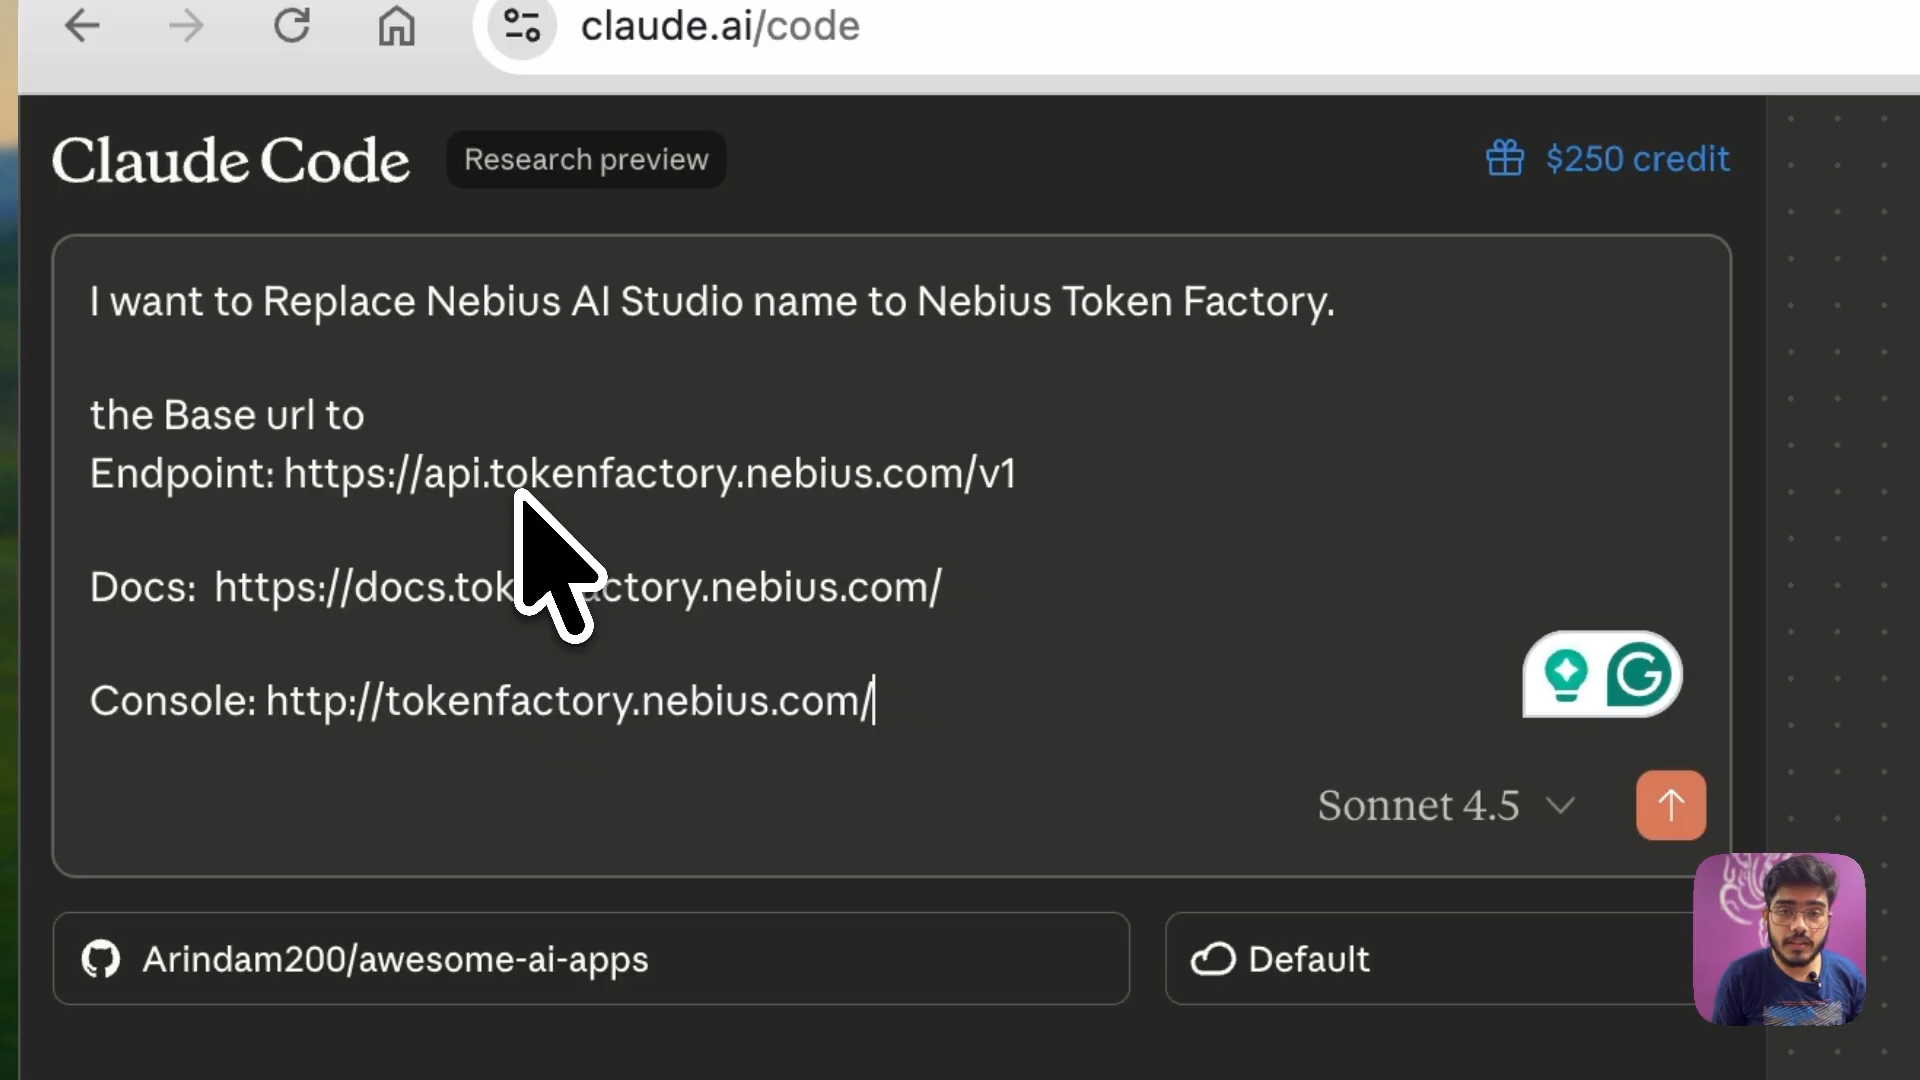 claude.ai/code
Claude Code
Research preview
$250 credit
I want to Replace Nebius AI Studio name to Nebius Token Factory.
the Base url to
Endpoint: https://api.tokenfactory.nebius.com/v1
Docs: https://docs.tok ctory.nebius.com/
Console: http://tokenfactory.nebius.com/
Sonnet 4.5
Arindam200/awesome-ai-apps
Default